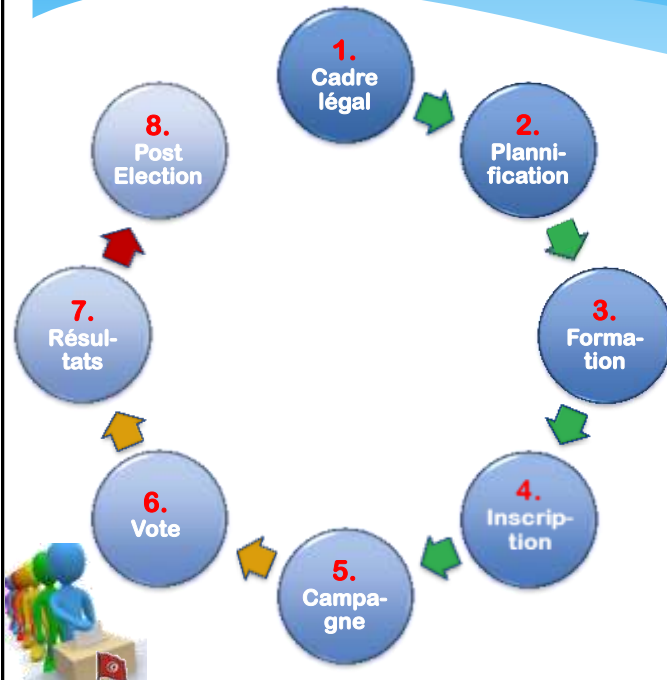 1.
Cadre
légal
2.
Planni-
fication
3.
Forma-
tion
4.
Inscrip-
tion
5.
Campa-
gne
6.
Vote
7.
Résul-
tats
8.
Post
Election